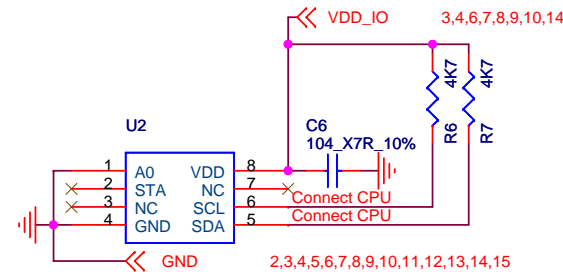 VDD_IO 3,4,6,7,8,9,10,14
4K7 4K7
R6 R7
U2
C6
104_X7R_10%
1 A0 VDD 8
2 STA NC 7
3 NC SCL 6 Connect CPU
4 GND SDA 5 Connect CPU
GND 2,3,4,5,6,7,8,9,10,11,12,13,14,15